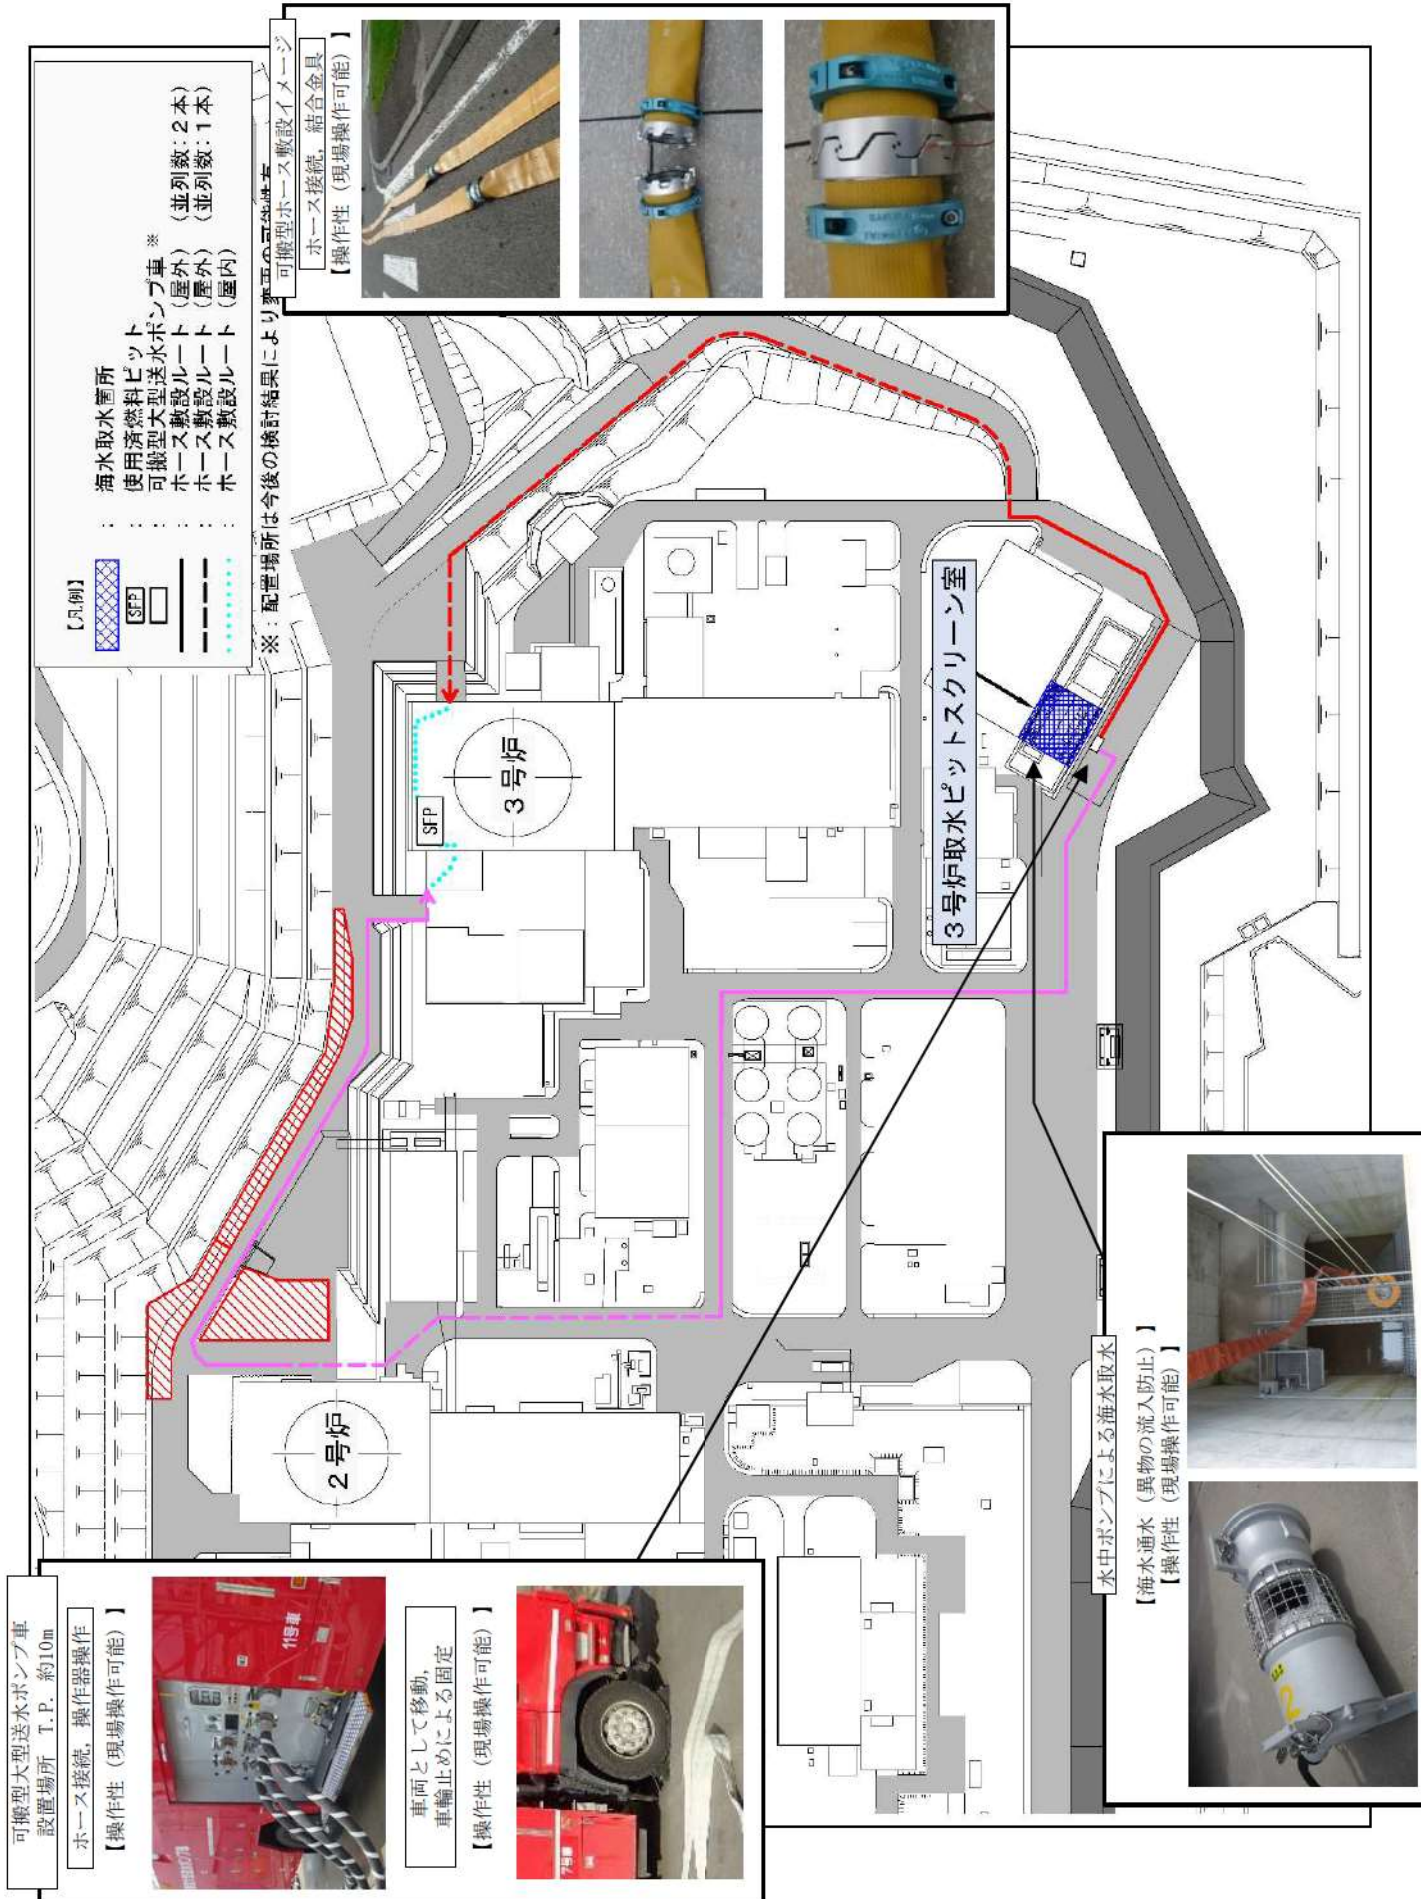 可搬型大型送水ポンプ車
設置場所 T.P. 約10m
ホース接続，操作器操作
【操作性（現場操作可能）】
11号車
車両として移動，
車輪止めによる固定
【操作性（現場操作可能）】
【凡例】
： 海水取水箇所
SFP ： 使用済燃料ピット
： 可搬型大型送水ポンプ車※
： ホース敷設ルート（屋外） （並列数：２本）
： ホース敷設ルート（屋外） （並列数：１本）
： ホース敷設ルート（屋内）
※：配置場所は今後の検討結果により変更の可能性有
可搬型ホース敷設イメージ
ホース接続，結合金具
【操作性（現場操作可能）】
SFP
３号炉
２号炉
３号炉取水ピットスクリーン室
水中ポンプによる海水取水
【海水通水（異物の流入防止）】
【操作性（現場操作可能）】
2